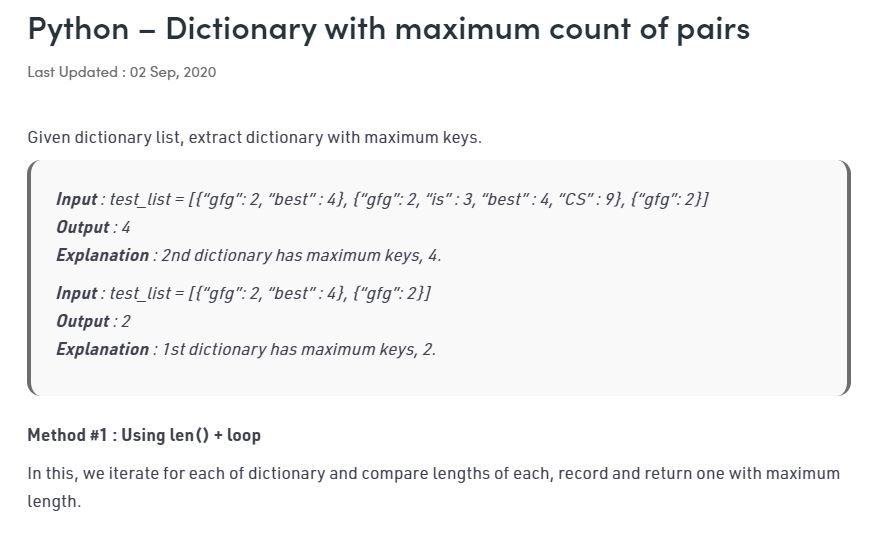 Python – Dictionary with maximum count of pairs
Last Updated : 02 Sep, 2020
Given dictionary list, extract dictionary with maximum keys.
Input : test_list = [{“gfg”: 2, “best” : 4}, {“gfg”: 2, “is” : 3, “best” : 4, “CS” : 9}, {“gfg”: 2}]
Output : 4
Explanation : 2nd dictionary has maximum keys, 4.
Input : test_list = [{“gfg”: 2, “best” : 4}, {“gfg”: 2}]
Output : 2
Explanation : 1st dictionary has maximum keys, 2.
Method #1 : Using len() + loop
In this, we iterate for each of dictionary and compare lengths of each, record and return one with maximum
length.